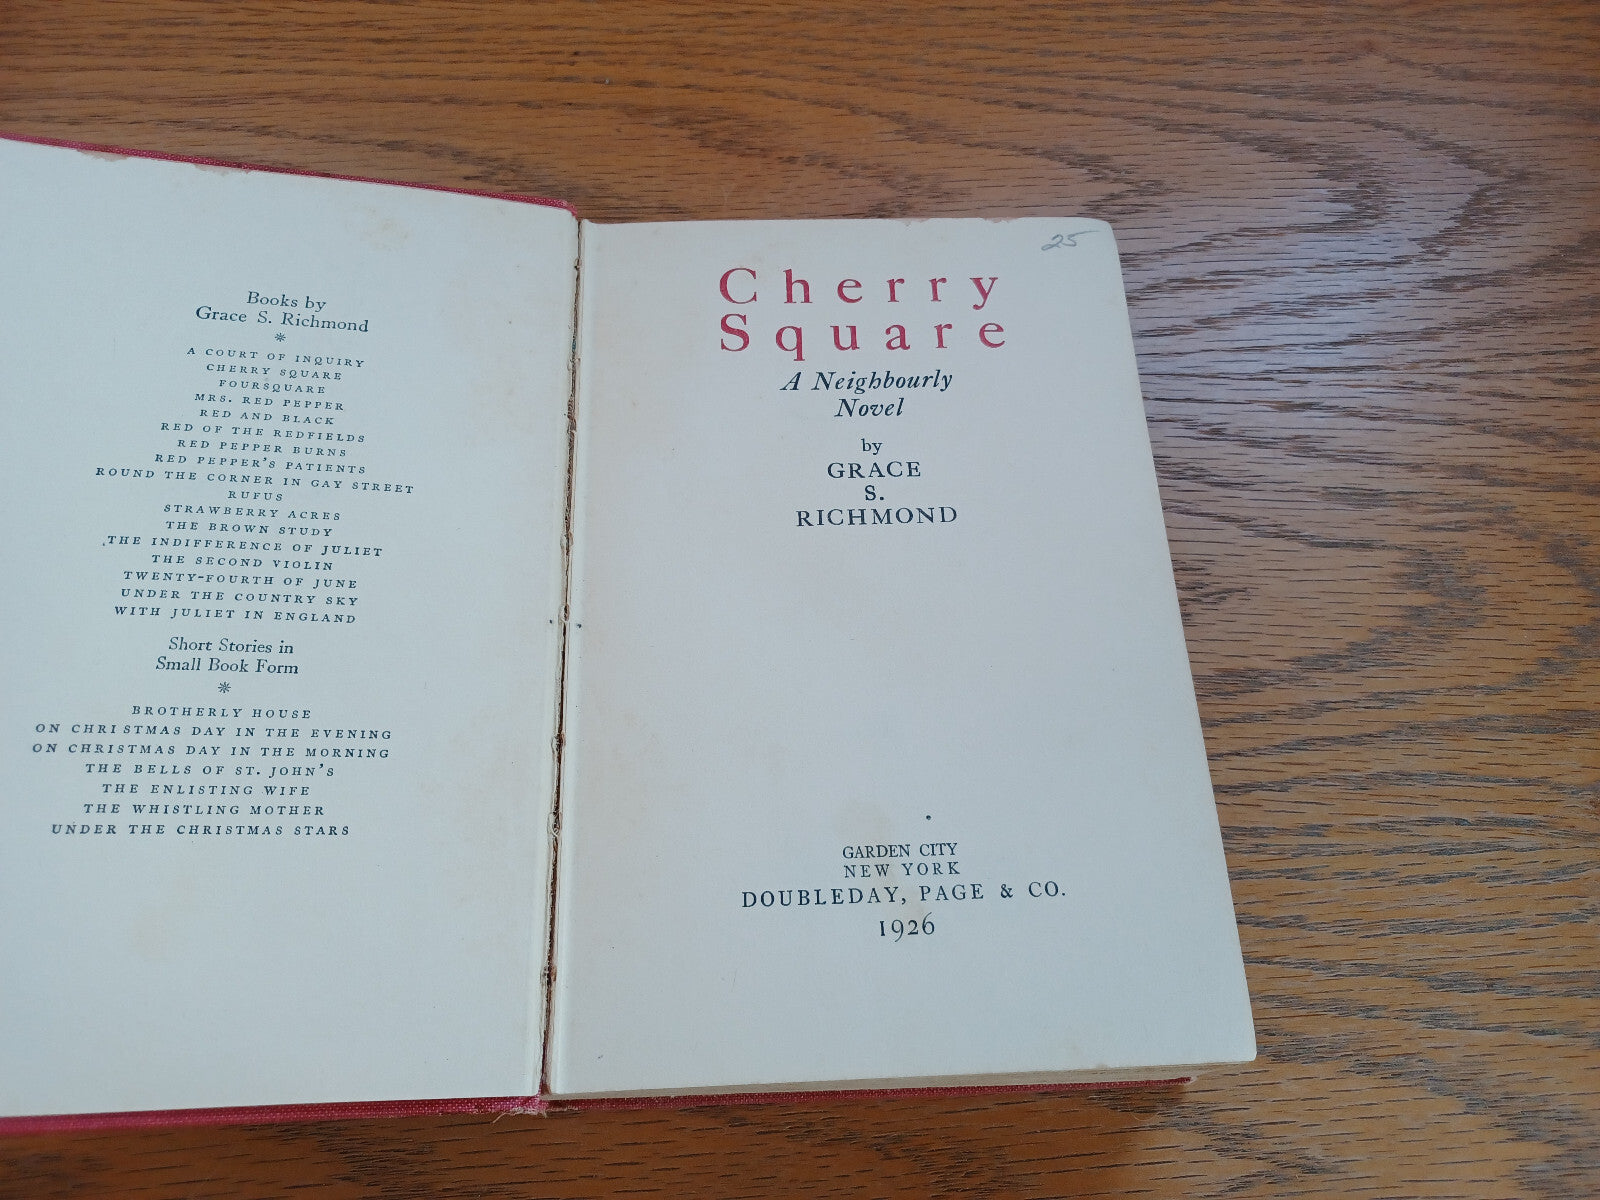 Books by
Grace S. Richmond
*
A COURT OF INQUIRY
CHERRY SQUARE
FOURSQUARE
MRS. RED PEPPER
RED AND BLACK
RED OF THE REDFIELDS
RED PEPPER BURNS
RED PEPPER'S PATIENTS
ROUND THE CORNER IN GAY STREET
RUFUS
STRAWBERRY ACRES
THE BROWN STUDY
THE INDIFFERENCE OF JULIET
THE SECOND VIOLIN
TWENTY-FOURTH OF JUNE
UNDER THE COUNTRY SKY
WITH JULIET IN ENGLAND
Short Stories in
Small Book Form
*
BROTHERLY HOUSE
ON CHRISTMAS DAY IN THE EVENING
ON CHRISTMAS DAY IN THE MORNING
THE BELLS OF ST. JOHN'S
THE ENLISTING WIFE
THE WHISTLING MOTHER
UNDER THE CHRISTMAS STARS
25
Cherry
Square
A Neighbourly
Novel
by
GRACE
S.
RICHMOND
GARDEN CITY
NEW YORK
DOUBLEDAY, PAGE & CO.
1926